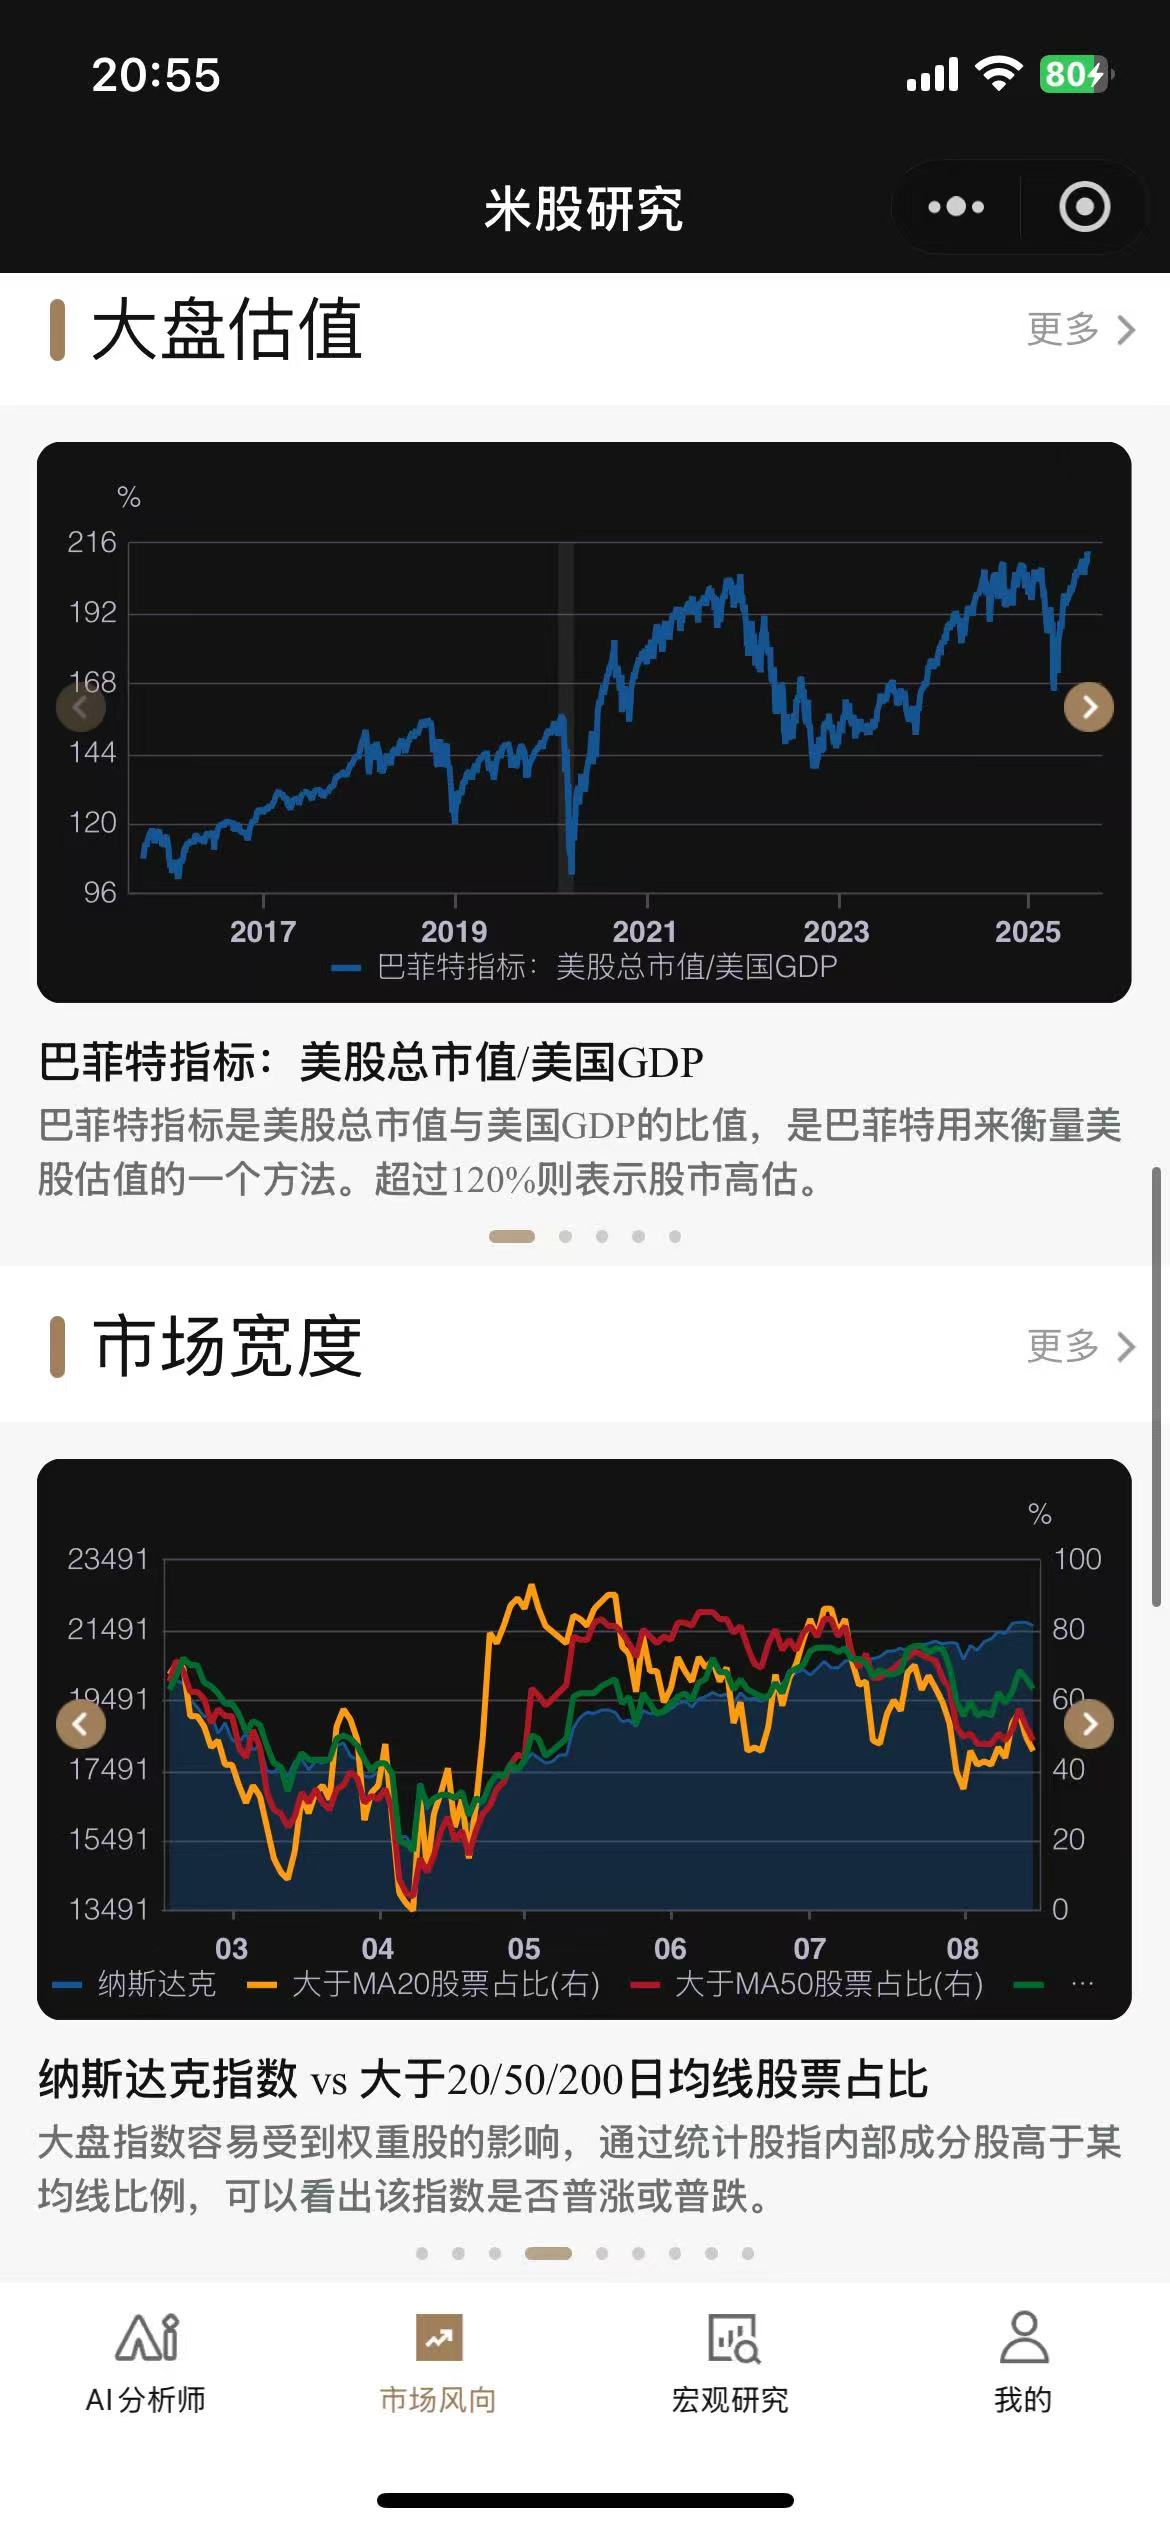 20:55
80
米股研究
大盘估值
更多
%
216
192
168
144
120
96
2017 2019 2021 2023 2025
巴菲特指标：美股总市值/美国GDP
巴菲特指标：美股总市值/美国GDP
巴菲特指标是美股总市值与美国GDP的比值，是巴菲特用来衡量美
股估值的一个方法。超过120%则表示股市高估。
市场宽度
更多
%
23491 100
21491 80
19491 60
17491 40
15491 20
13491 0
03 04 05 06 07 08
纳斯达克 大于MA20股票占比(右) 大于MA50股票占比(右) ...
纳斯达克指数 vs 大于20/50/200日均线股票占比
大盘指数容易受到权重股的影响，通过统计股指内部成分股高于某
均线比例，可以看出该指数是否普涨或普跌。
AI分析师 市场风向 宏观研究 我的